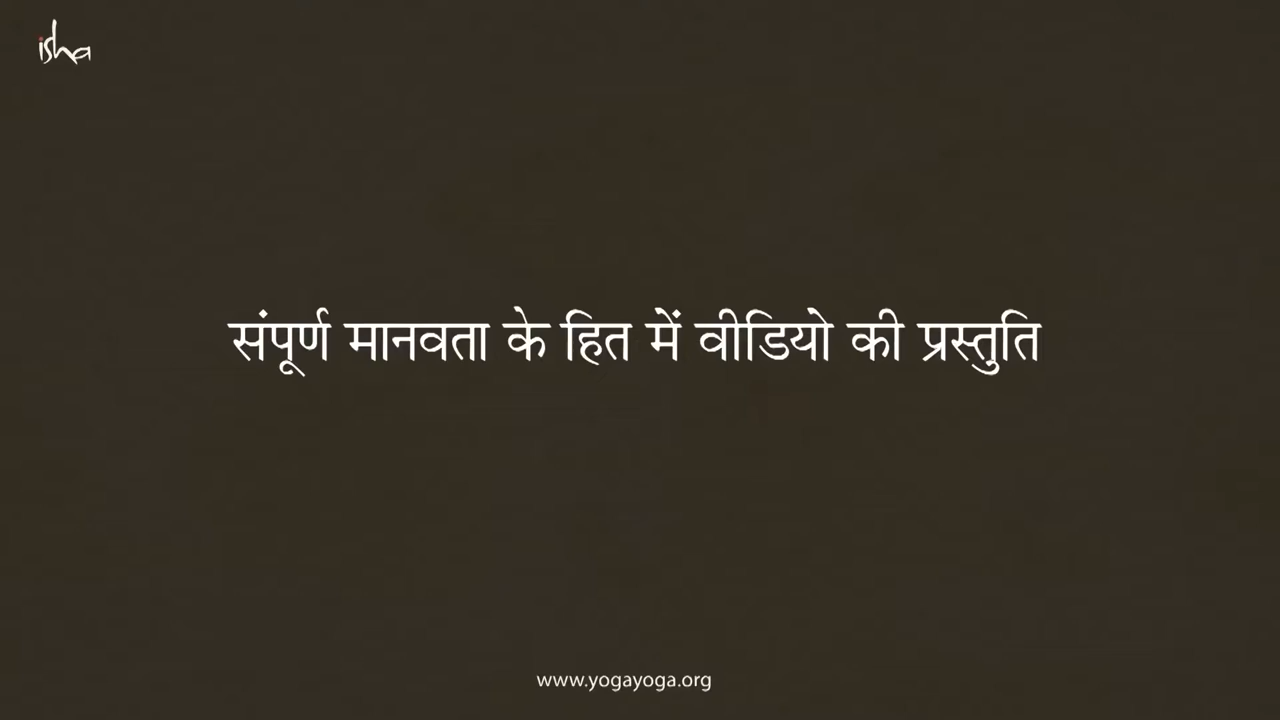 isha
संपूर्ण मानवता के हित में वीडियो की प्रस्तुति
www.yogayoga.org